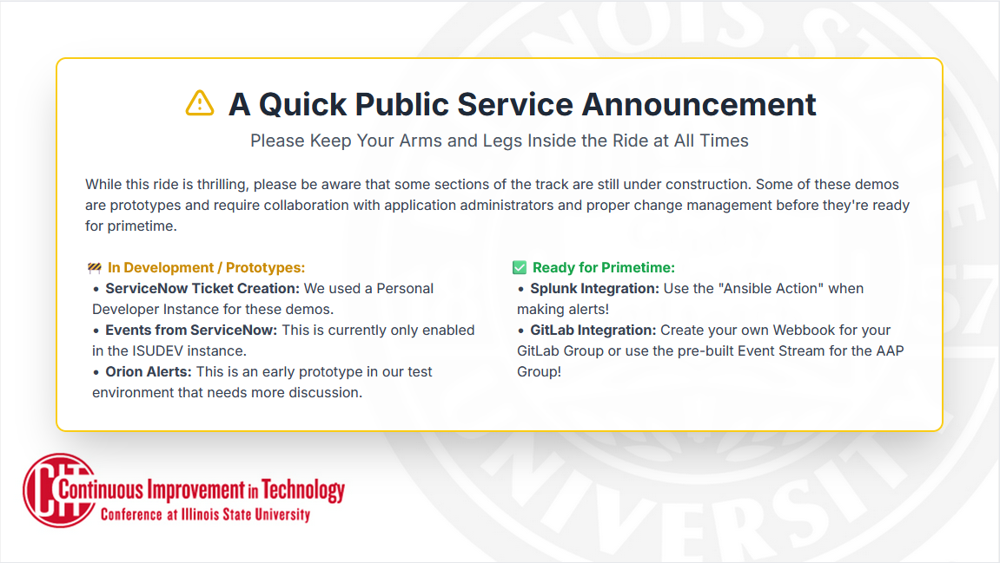 A Quick Public Service Announcement
Please Keep Your Arms and Legs Inside the Ride at All Times
While this ride is thrilling, please be aware that some sections of the track are still under construction. Some of these demos
are prototypes and require collaboration with application administrators and proper change management before they're ready
for primetime.
In Development / Prototypes:
• ServiceNow Ticket Creation: We used a Personal
Developer Instance for these demos.
• Events from ServiceNow: This is currently only enabled
in the ISUDEV instance.
• Orion Alerts: This is an early prototype in our test
environment that needs more discussion.
Ready for Primetime:
• Splunk Integration: Use the "Ansible Action" when
making alerts!
• GitLab Integration: Create your own Webbook for your
GitLab Group or use the pre-built Event Stream for the AAP
Group!
CIT
Continuous Improvement in Technology
Conference at Illinois State University
ILLINOIS STATE
UNIVERSITY